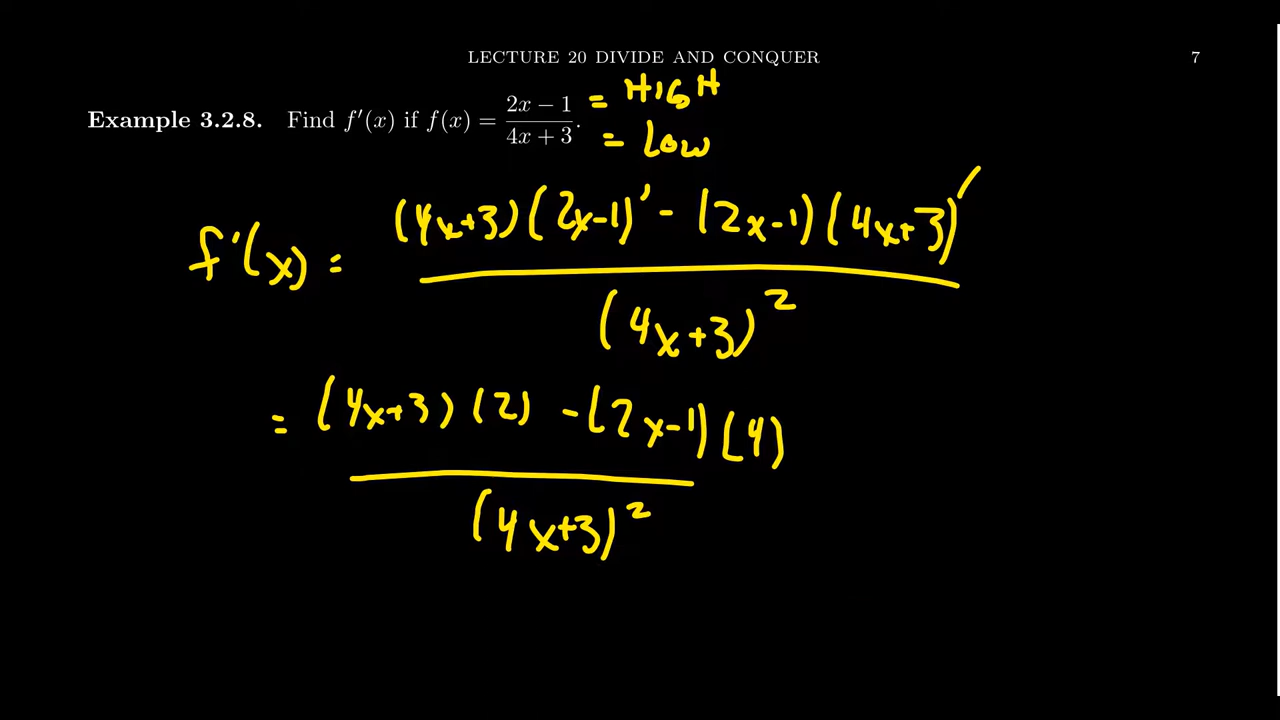 LECTURE 20 DIVIDE AND CONQUER 7
Example 3.2.8. Find f′(x) if f(x) = (2x − 1)/(4x + 3).
= HIGH
= LOW
f'(x) = (4x+3)(2x-1)' - (2x-1)(4x+3)'
(4x+3)²
= (4x+3)(2) - (2x-1)(4)
(4x+3)²